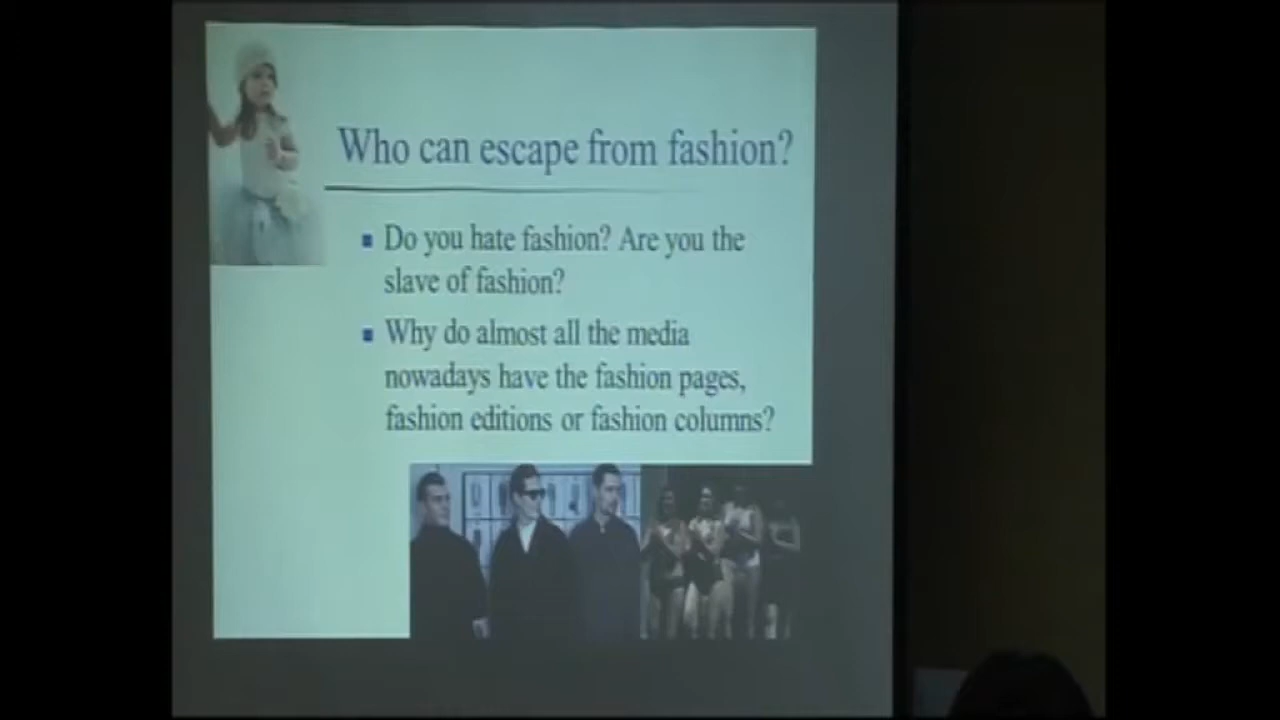 Who can escape from fashion?
Do you hate fashion? Are you the
slave of fashion?
Why do almost all the media
nowadays have the fashion pages,
fashion editions or fashion columns?